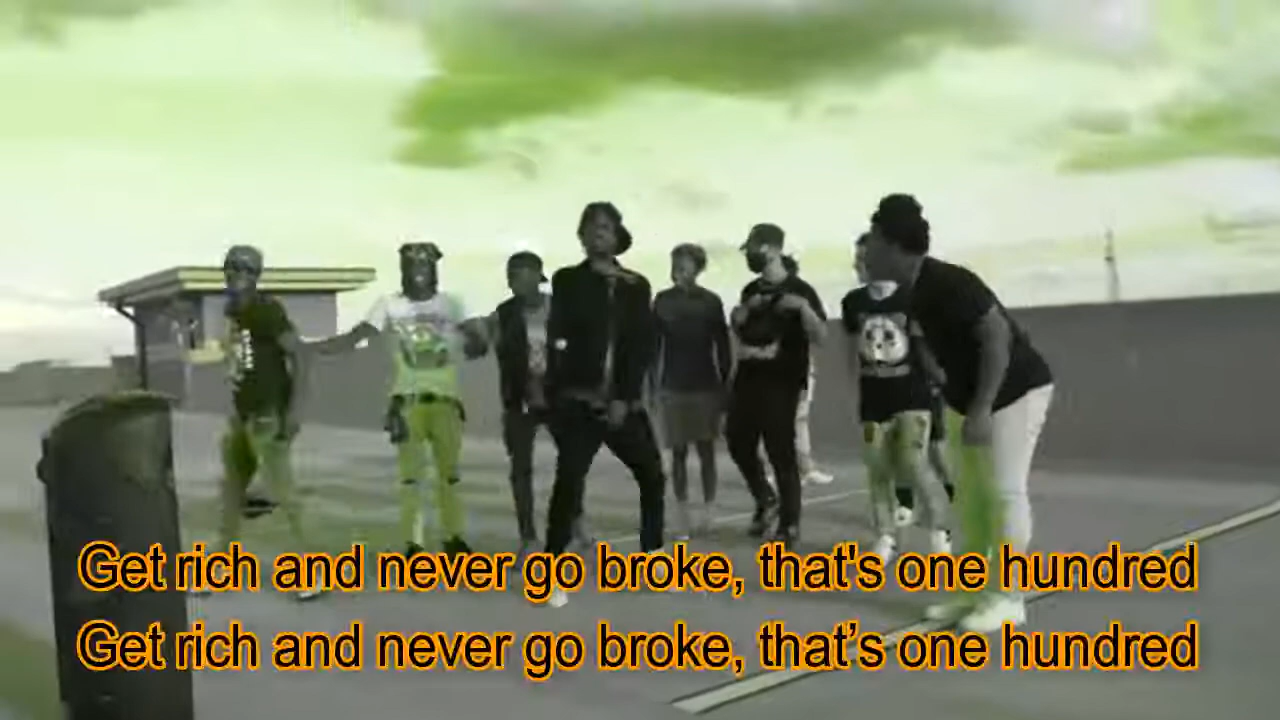 Get rich and never go broke, that's one hundred
Get rich and never go broke, that’s one hundred